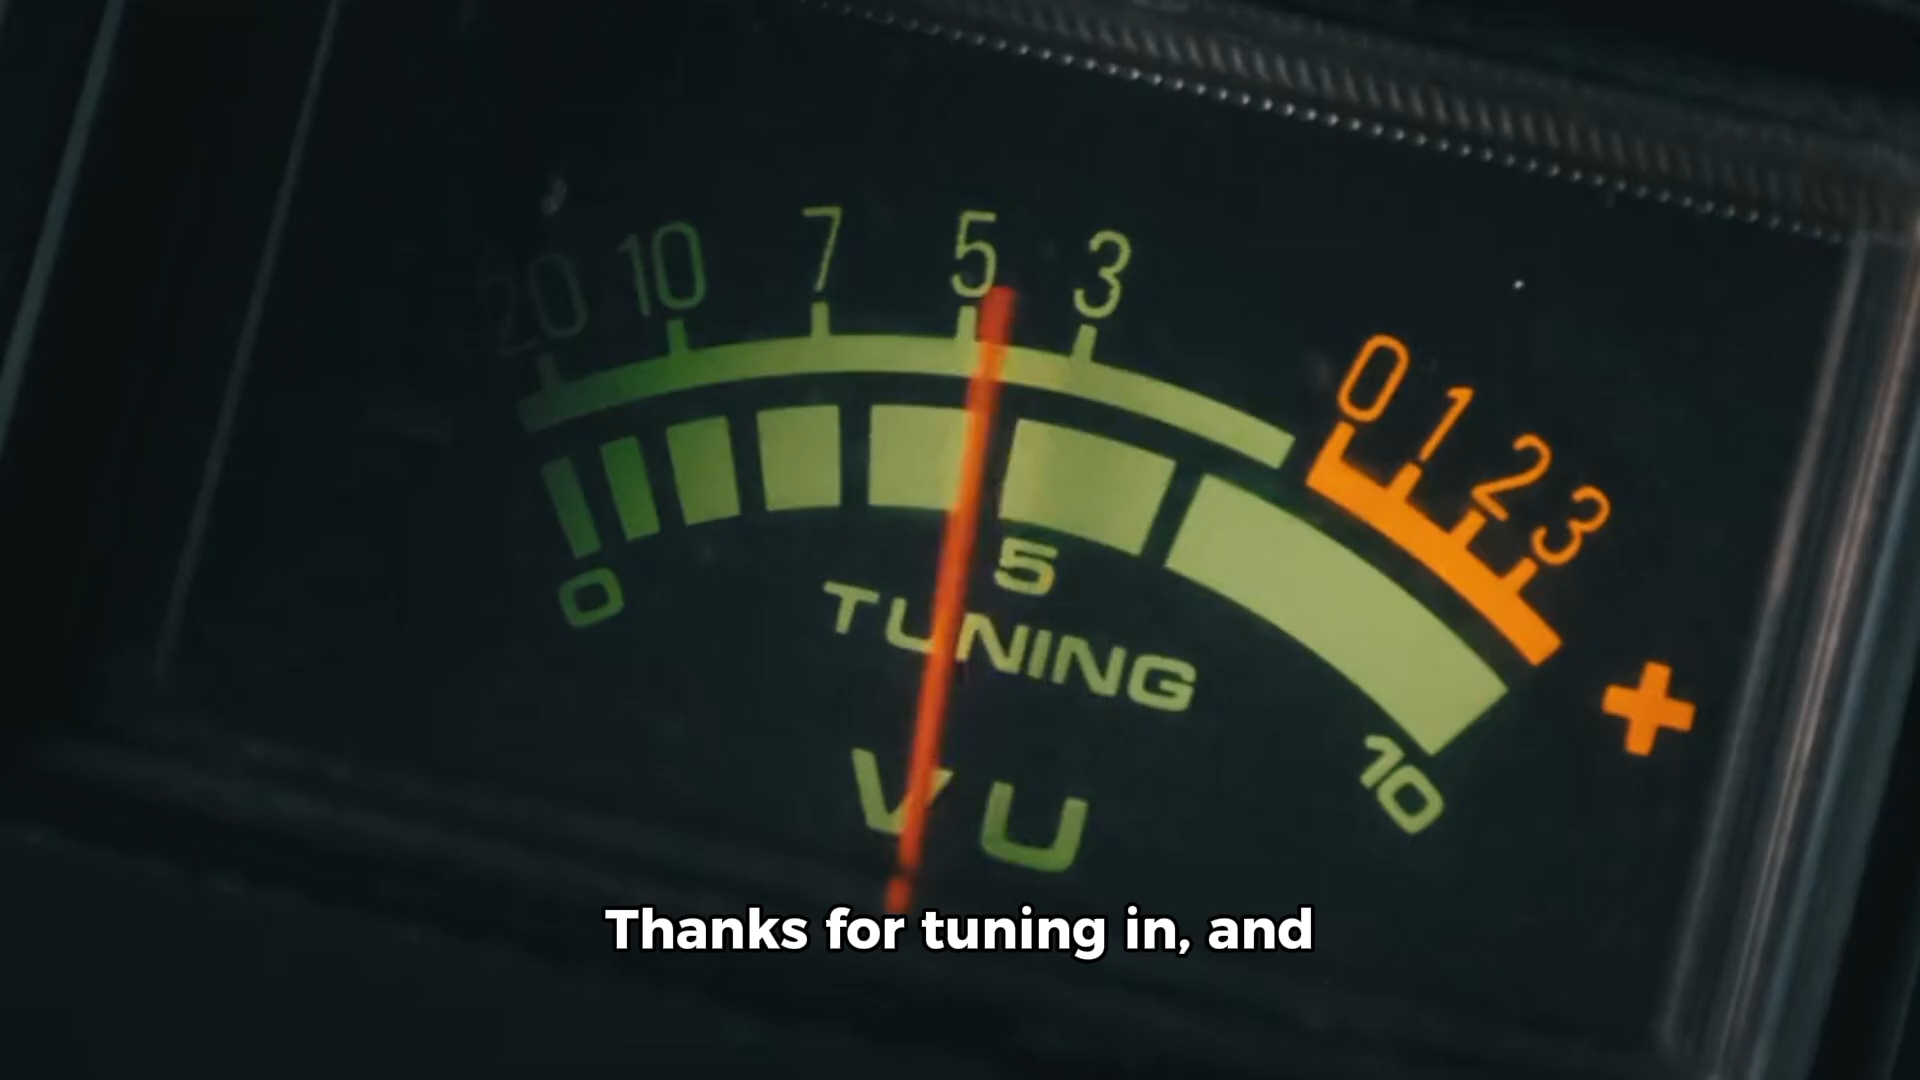 20 10 7 5 3 0 1 2 3
0 5 10
TUNING
+
VU
Thanks for tuning in, and